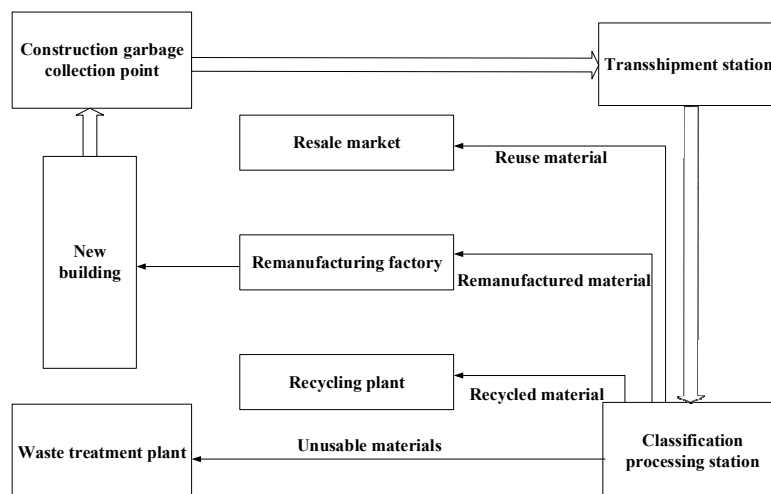 Construction garbage
collection point
Transshipment station
Resale market
Reuse material
New
building
Remanufacturing factory
Remanufactured material
Recycling plant
Recycled material
Waste treatment plant
Unusable materials
Classification
processing station